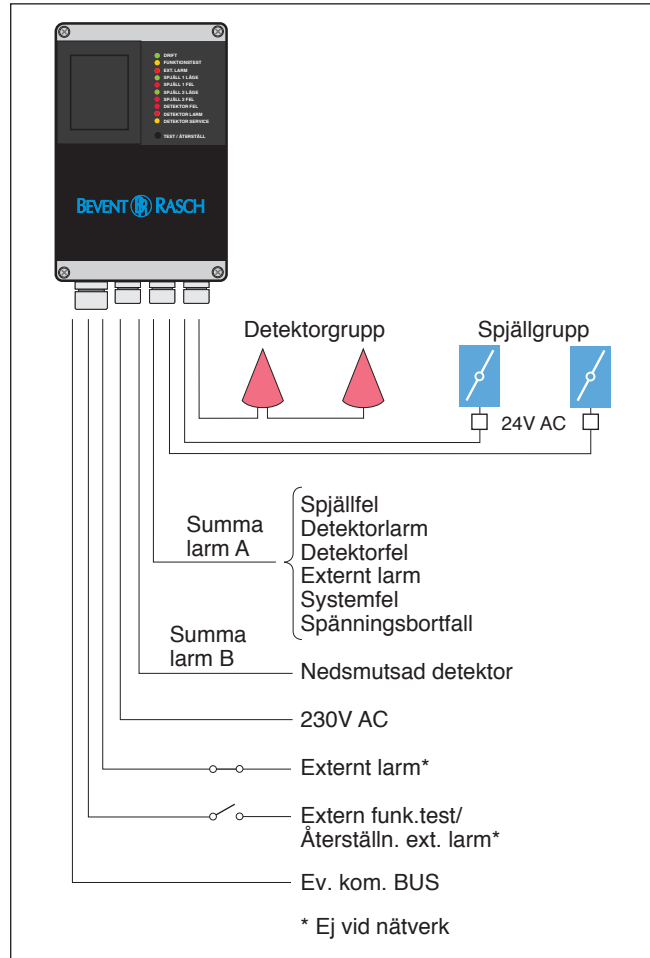 DRIFT
FUNKTIONSTEST
EXT. LARM
SPJÄLL 1 LÄGE
SPJÄLL 1 FEL
SPJÄLL 2 LÄGE
SPJÄLL 2 FEL
DETEKTOR FEL
DETEKTOR LARM
DETEKTOR SERVICE
TEST / ÅTERSTÄLL
BEVENT RASCH
Detektorgrupp
Spjällgrupp
24V AC
Summa
larm A
Spjällfel
Detektorlarm
Detektorfel
Externt larm
Systemfel
Spänningsbortfall
Summa
larm B
Nedsmutsad detektor
230V AC
Externt larm*
Extern funk.test/
Återställn. ext. larm*
Ev. kom. BUS
* Ej vid nätverk